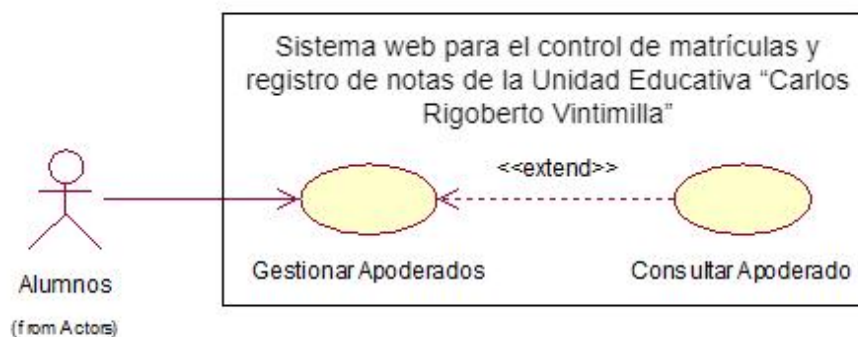 Sistema web para el control de matrículas y
registro de notas de la Unidad Educativa “Carlos
Rigoberto Vintimilla”
<<extend>>
Gestionar Apoderados
Consultar Apoderado
Alumnos
(from Actors)